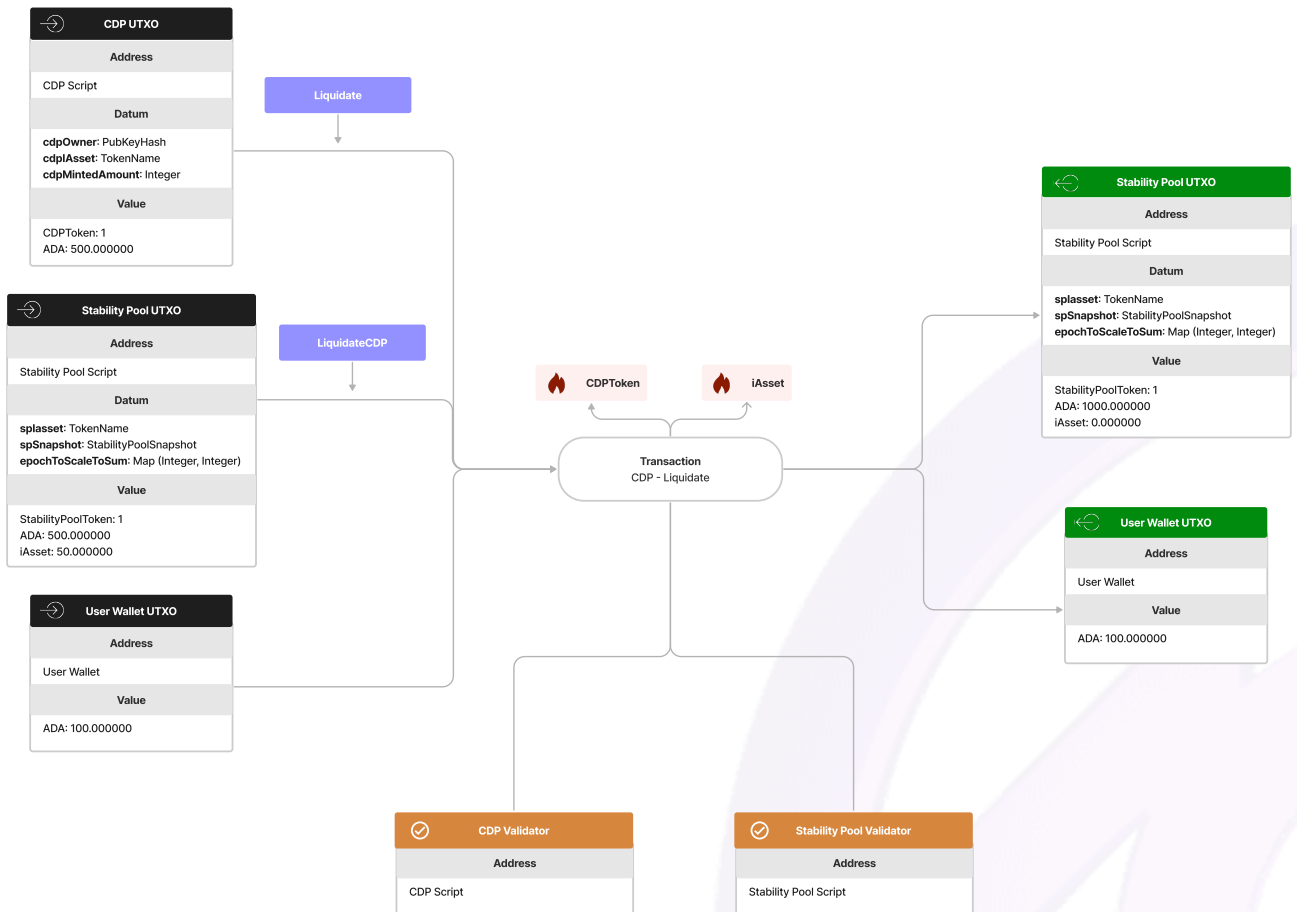 CDP UTXO
Address
CDP Script
Datum
cdpOwner: PubKeyHash
cdpIAsset: TokenName
cdpMintedAmount: Integer
Value
CDPToken: 1
ADA: 500.000000
Liquidate
Stability Pool UTXO
Address
Stability Pool Script
Datum
spIasset: TokenName
spSnapshot: StabilityPoolSnapshot
epochToScaleToSum: Map (Integer, Integer)
Value
StabilityPoolToken: 1
ADA: 500.000000
iAsset: 50.000000
LiquidateCDP
User Wallet UTXO
Address
User Wallet
Value
ADA: 100.000000
CDPToken
iAsset
Transaction
CDP - Liquidate
Stability Pool UTXO
Address
Stability Pool Script
Datum
spIasset: TokenName
spSnapshot: StabilityPoolSnapshot
epochToScaleToSum: Map (Integer, Integer)
Value
StabilityPoolToken: 1
ADA: 1000.000000
iAsset: 0.000000
User Wallet UTXO
Address
User Wallet
Value
ADA: 100.000000
CDP Validator
Address
CDP Script
Stability Pool Validator
Address
Stability Pool Script